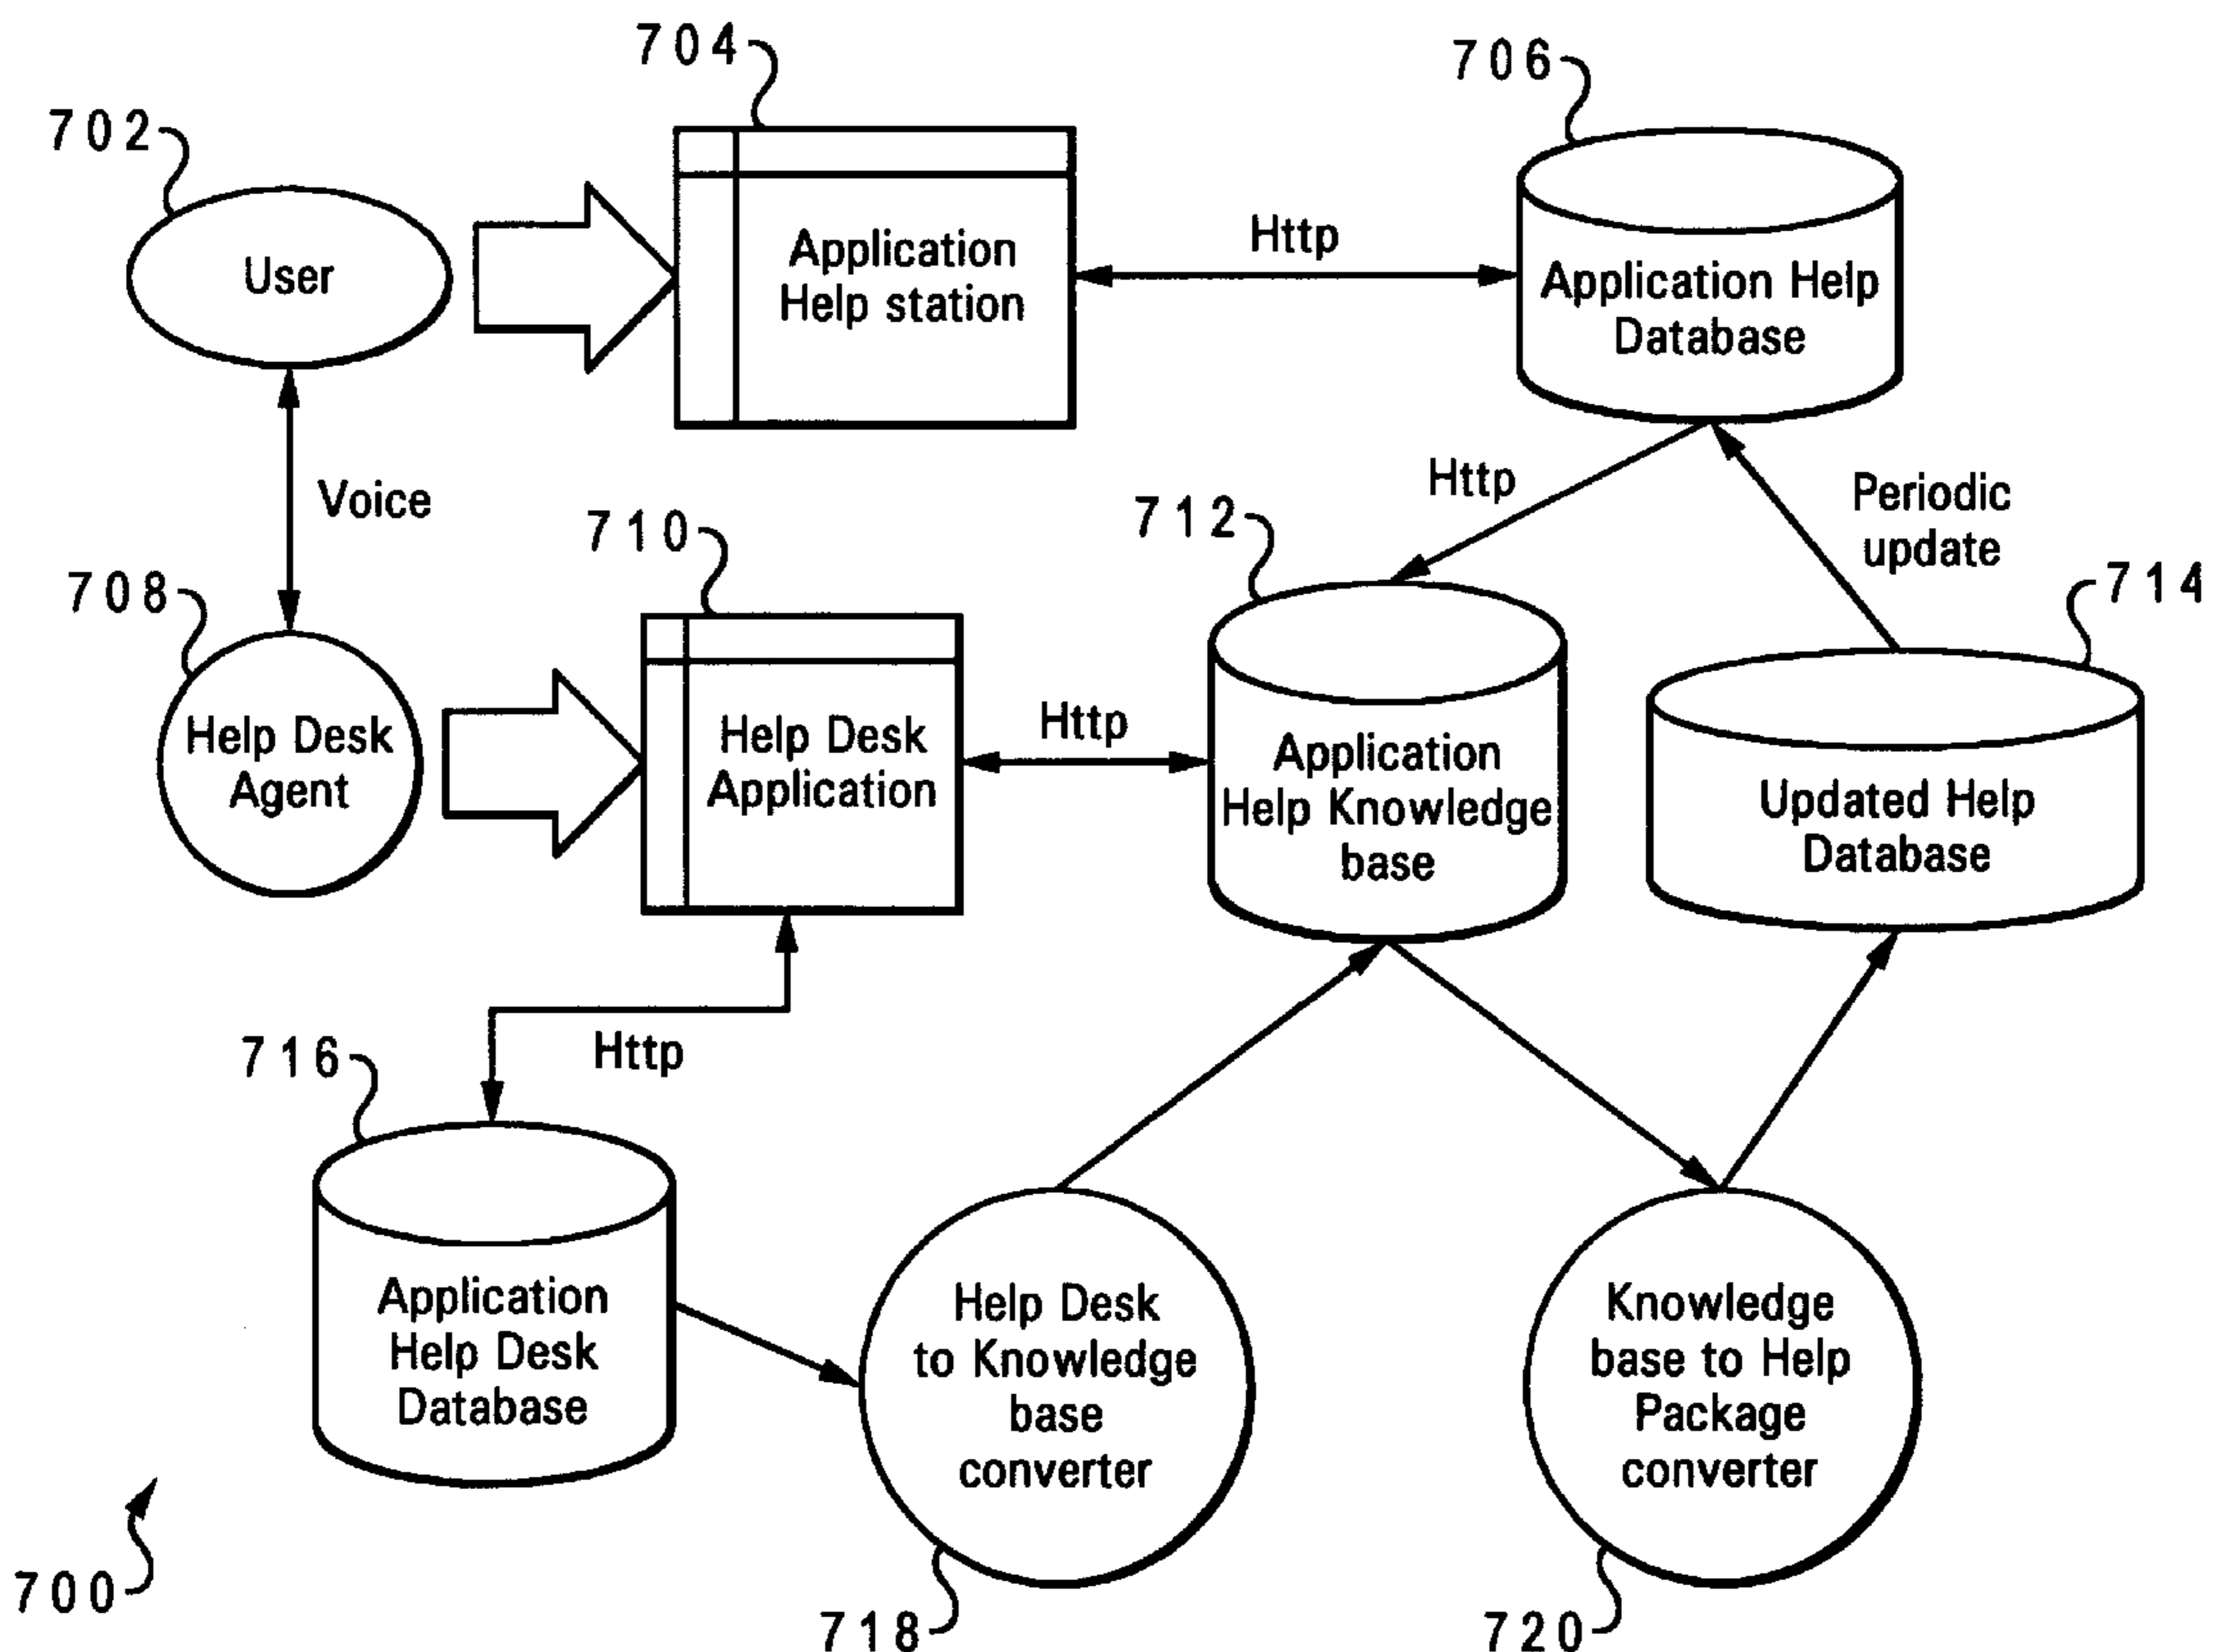 704
706
702
User
Application
Help station
Http
Application Help
Database
Voice
Http
Periodic
update
710
712
714
708
Help Desk
Agent
Help Desk
Application
Http
Application
Help Knowledge
base
Updated Help
Database
716
Http
Application
Help Desk
Database
Help Desk
to Knowledge
base
converter
Knowledge
base to Help
Package
converter
700
718
720